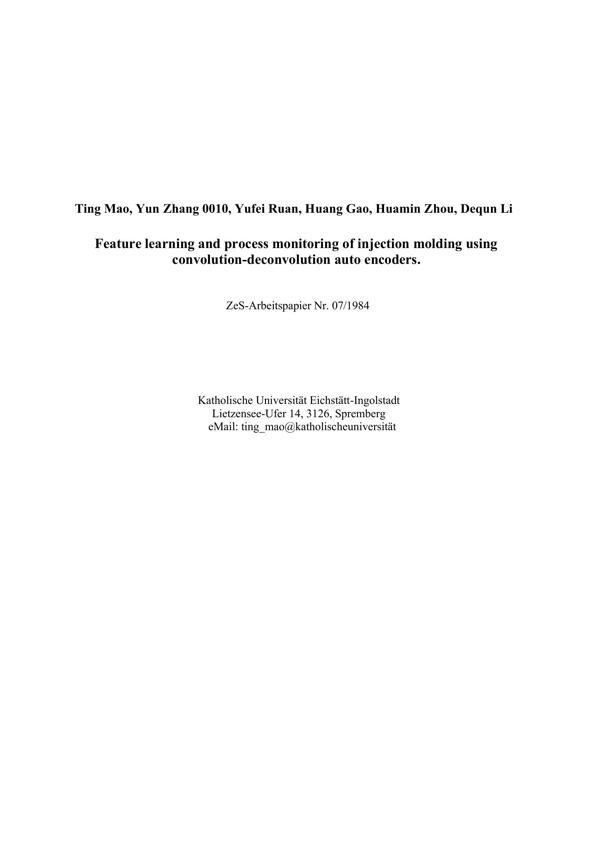 Ting Mao, Yun Zhang 0010, Yufei Ruan, Huang Gao, Huamin Zhou, Dequn Li
Feature learning and process monitoring of injection molding using
convolution-deconvolution auto encoders.
ZeS-Arbeitspapier Nr. 07/1984
Katholische Universität Eichstätt-Ingolstadt
Lietzensee-Ufer 14, 3126, Spremberg
eMail: ting_mao@katholischeuniversität